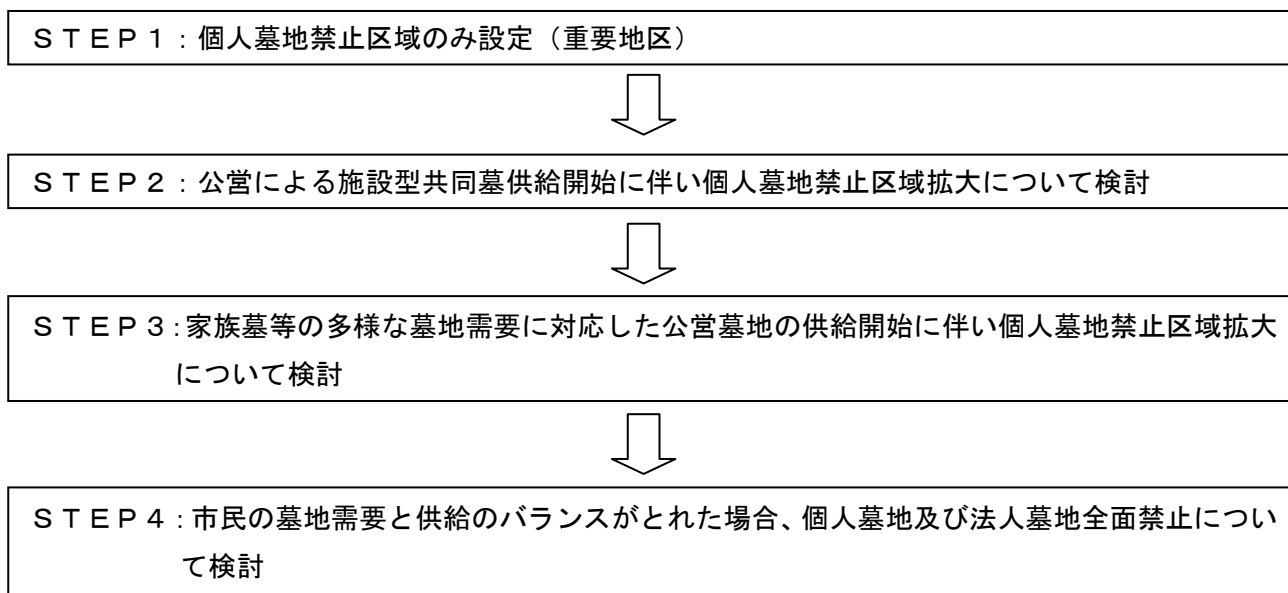 ＳＴＥＰ１：個人墓地禁止区域のみ設定（重要地区）
ＳＴＥＰ２：公営による施設型共同墓供給開始に伴い個人墓地禁止区域拡大について検討
ＳＴＥＰ３：家族墓等の多様な墓地需要に対応した公営墓地の供給開始に伴い個人墓地禁止区域拡大
について検討
ＳＴＥＰ４：市民の墓地需要と供給のバランスがとれた場合、個人墓地及び法人墓地全面禁止につい
て検討